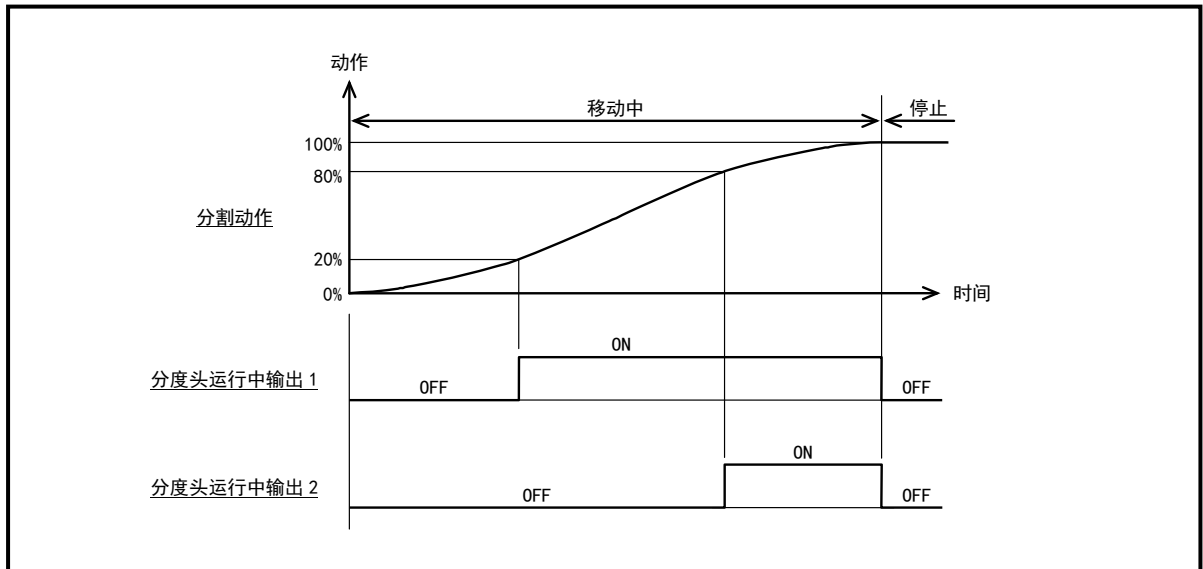 动作
移动中
停止
100%
80%
分割动作
20%
0%
时间
ON
分度头运行中输出 1
OFF
OFF
ON
分度头运行中输出 2
OFF
OFF